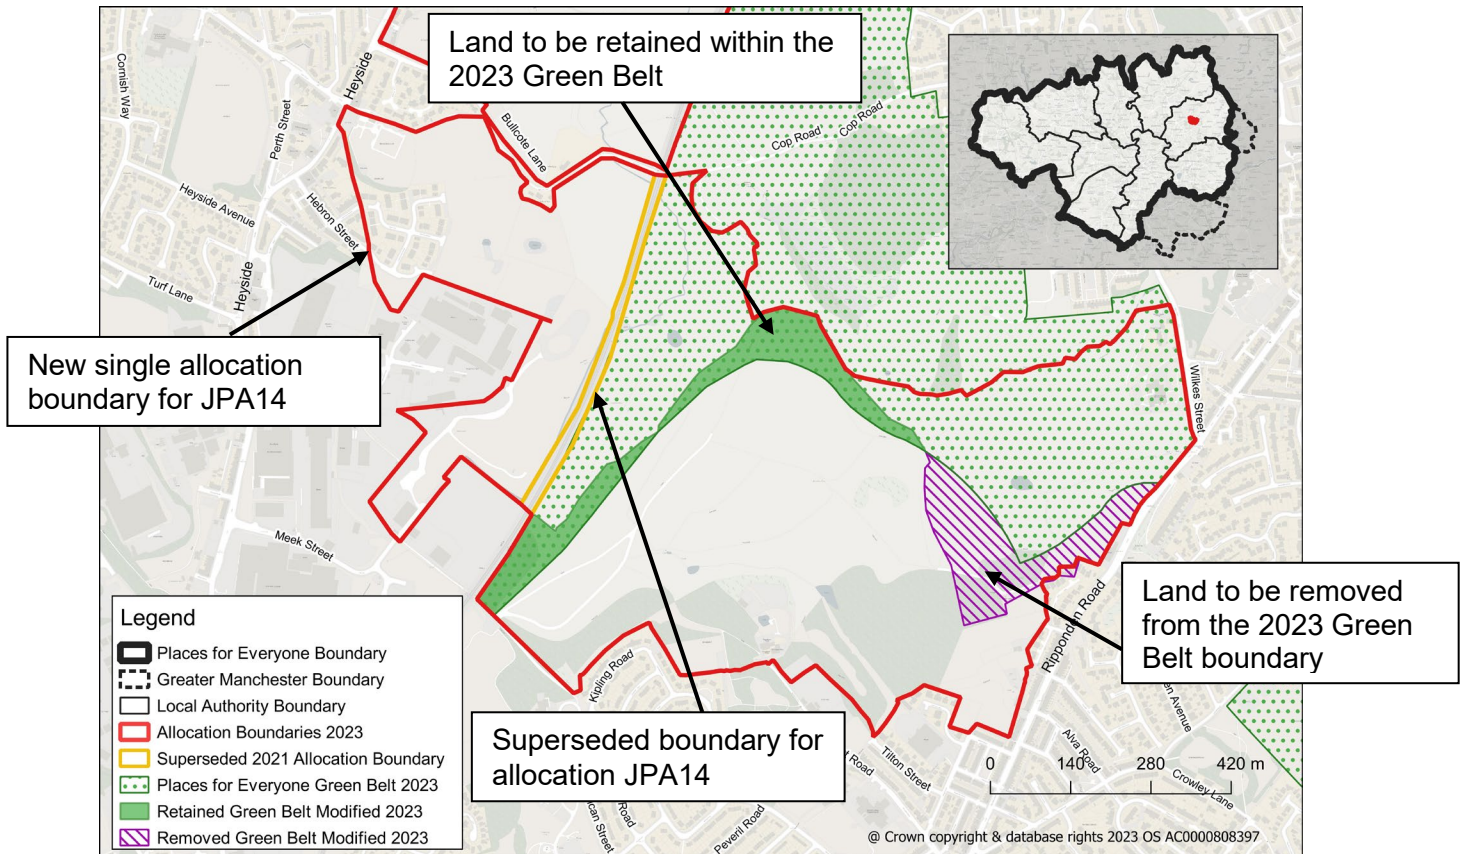 Land to be retained within the
2023 Green Belt
Cornish Way
Heyside
Perth Street
Bullcote Lane
Cop Road
Cop Road
Heyside Avenue
Hebron Street
Turf Lane
Heyside
New single allocation
boundary for JPA14
Wilkes Street
Meek Street
Ripponden Road
Land to be removed
from the 2023 Green
Belt boundary
Kipling Road
Superseded boundary for
allocation JPA14
Tilton Street
Road
Road
Peveril Road
Alva Road
Avenue
Crowley Lane
0 140 280 420 m
Legend
Places for Everyone Boundary
Greater Manchester Boundary
Local Authority Boundary
Allocation Boundaries 2023
Superseded 2021 Allocation Boundary
Places for Everyone Green Belt 2023
Retained Green Belt Modified 2023
Removed Green Belt Modified 2023
@ Crown copyright & database rights 2023 OS AC0000808397